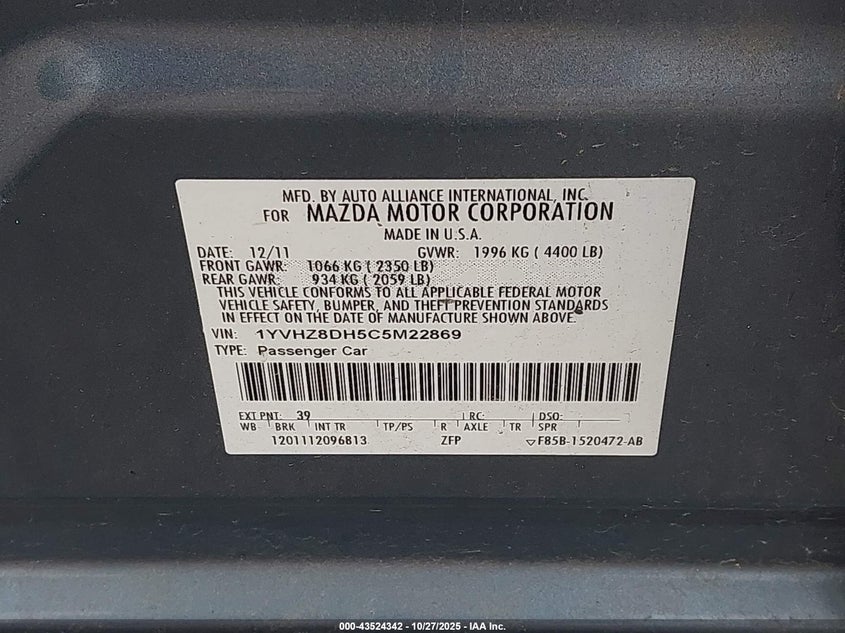 MFD. BY AUTO ALLIANCE INTERNATIONAL, INC.
FOR MAZDA MOTOR CORPORATION
MADE IN U.S.A.
DATE: 12/11 GVWR: 1996 KG ( 4400 LB)
FRONT GAWR: 1066 KG ( 2350 LB)
REAR GAWR: 934 KG ( 2059 LB)
THIS VEHICLE CONFORMS TO ALL APPLICABLE FEDERAL MOTOR
VEHICLE SAFETY, BUMPER, AND THEFT PREVENTION STANDARDS
IN EFFECT ON THE DATE OF MANUFACTURE SHOWN ABOVE.
VIN: 1YVHZ8DH5C5M22869
TYPE: Passenger Car
EXT PNT: 39 RC: DSO:
WB BRK INT TR TP/PS R AXLE TR SPR
1201112096813 ZFP F85B-1520472-AB
000-43524342 - 10/27/2025 - IAA Inc.